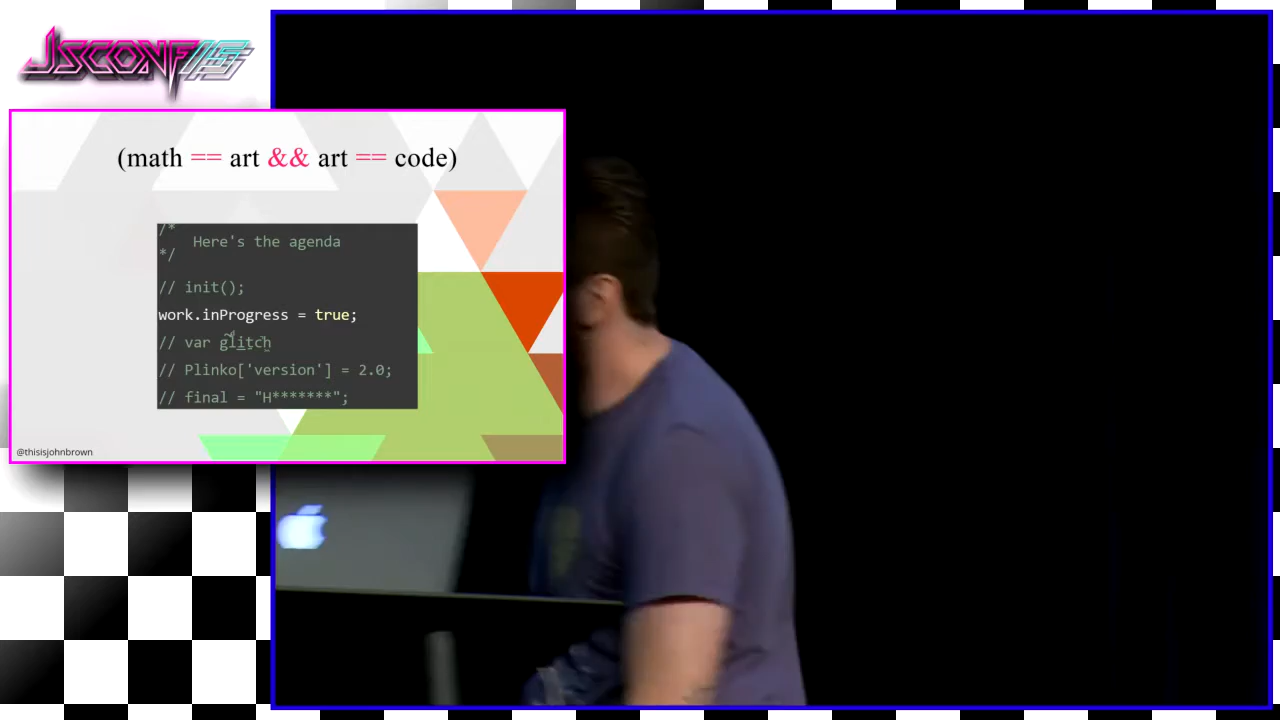 JSCONF15
(math == art && art == code)
/*
Here's the agenda
*/
// init();
work.inProgress = true;
// var glitch
// Plinko['version'] = 2.0;
// final = "H*******";
@thisisjohnbrown